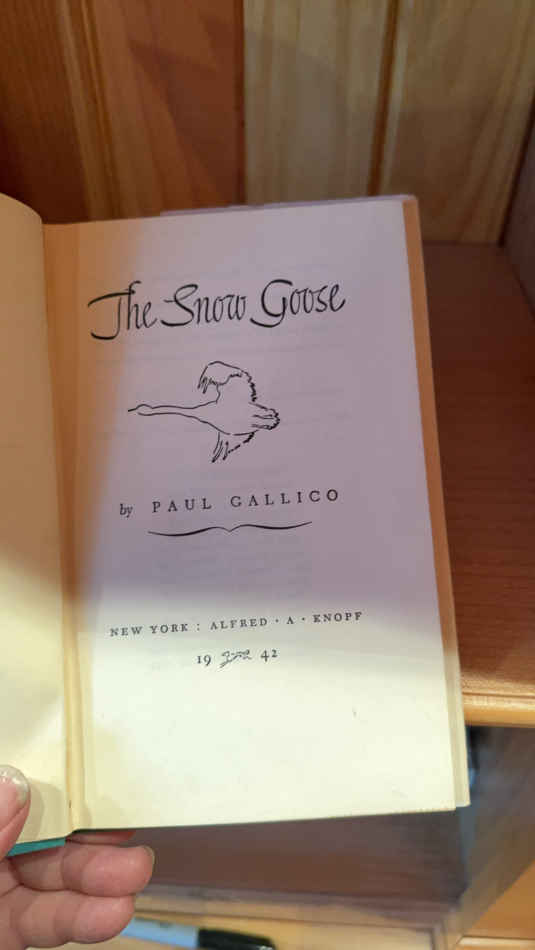 The Snow Goose
by PAUL GALLICO
NEW YORK : ALFRED · A · KNOPF
19 42